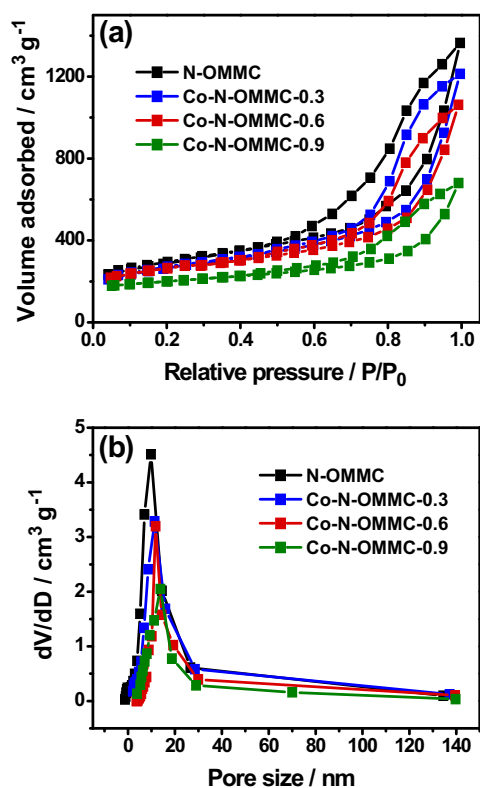 (a)
N-OMMC
Co-N-OMMC-0.3
Co-N-OMMC-0.6
Co-N-OMMC-0.9
Volume adsorbed / cm³ g⁻¹
1200
800
400
0
0.0 0.2 0.4 0.6 0.8 1.0
Relative pressure / P/P₀
(b)
N-OMMC
Co-N-OMMC-0.3
Co-N-OMMC-0.6
Co-N-OMMC-0.9
dV/dD / cm³ g⁻¹
5
4
3
2
1
0
0 20 40 60 80 100 120 140
Pore size / nm